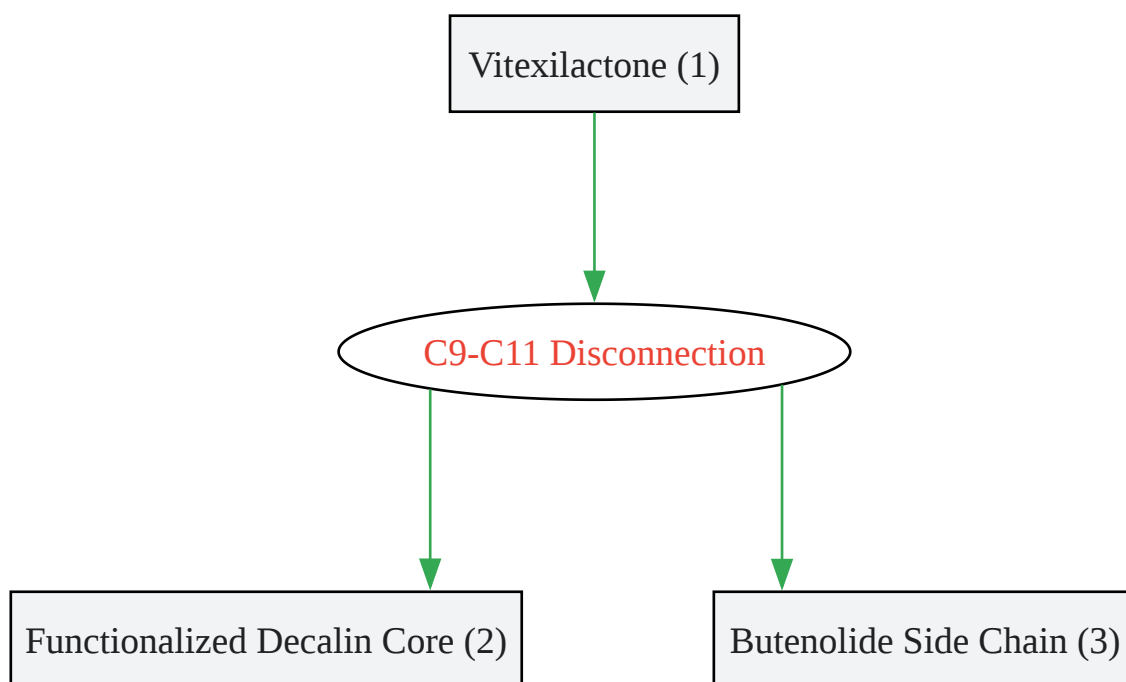 Vitexilactone (1)
C9-C11 Disconnection
Functionalized Decalin Core (2)
Butenolide Side Chain (3)